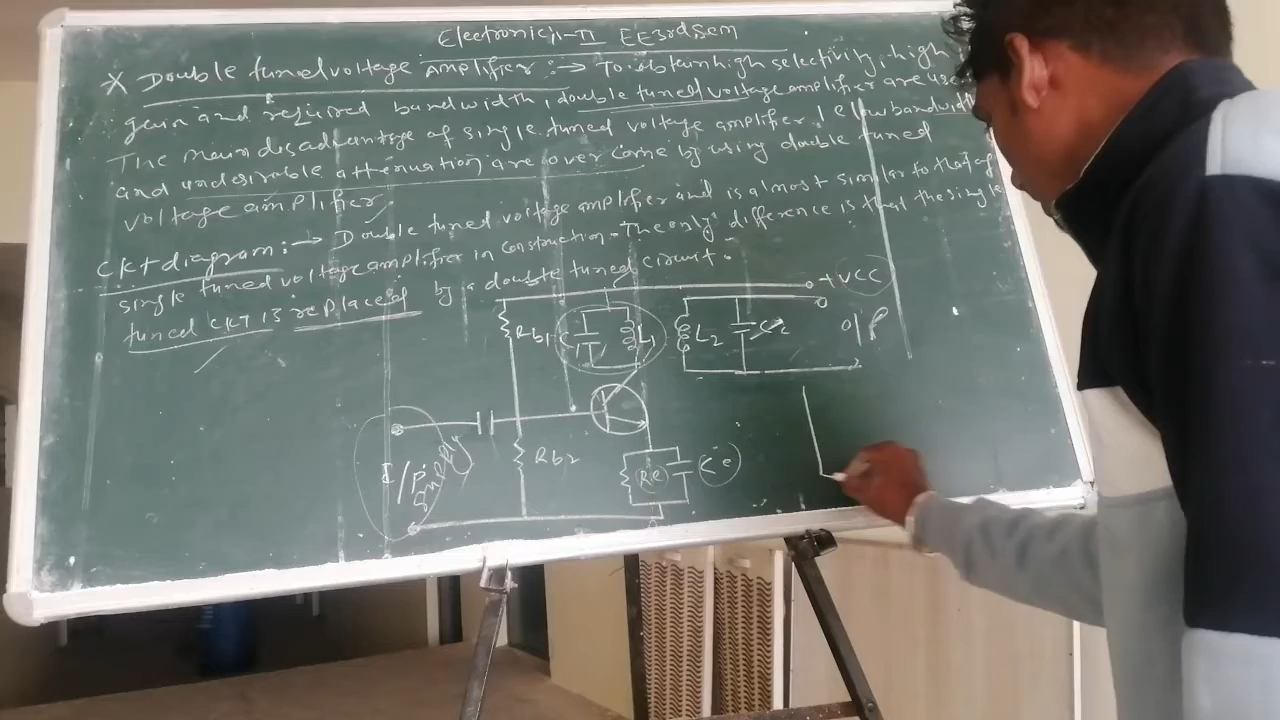 Electronics-II EE 3rd Sem
X Double tuned voltage amplifier :→ To obtain high selectivity, high
gain and required bandwidth, double tuned voltage amplifier are used
The main disadvantage of single tuned voltage amplifier, bandwidth
and undesirable attenuation are over come by using double tuned
voltage amplifier
CKt diagram :→ Double tuned voltage amplifier and is almost similar to that of
single tuned voltage amplifier in construction. The only difference is that the single
tuned CKT is replace of by a double tuned circuit.
+VCC
Rb1 C1 L1 L2 C2 O/P
I/P supply
Rb2 Re Ce